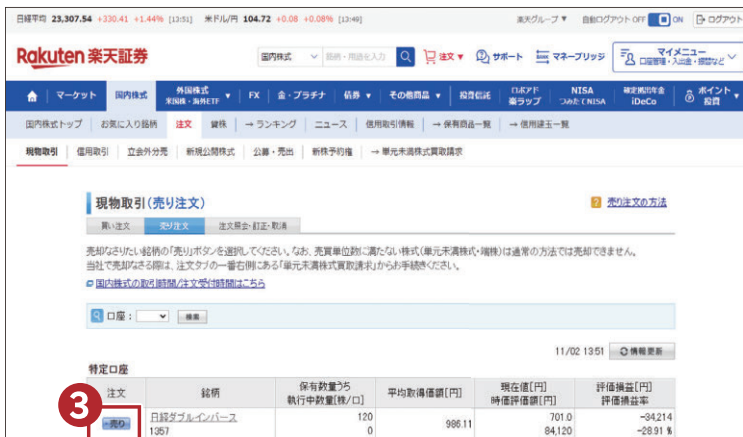 日経平均 23,307.54 +330.41 +1.44% [13:51] 米ドル/円 104.72 +0.08 +0.08% [13:49] 楽天グループ▼ 自動ログアウト OFF ON ログアウト
Rakuten 楽天証券 国内株式 銘柄・用語を入力 注文▼ サポート マネーブリッジ マイメニュー
口座管理・入出金・振替など
マーケット 国内株式 外国株式 米国株・海外ETF ▼ FX 金・プラチナ 債券▼ その他商品▼ 投資信託 ロボアド 楽ラップ NISA つみたてNISA 確定拠出年金 iDeCo ポイント投資▼
国内株式トップ お気に入り銘柄 注文 貸株 →ランキング ニュース 信用取引情報 →保有商品一覧 →信用建玉一覧
現物取引 信用取引 立会外分売 新規公開株式 公募・売出 新株予約権 →単元未満株式買取請求
現物取引(売り注文) ? 売り注文の方法
買い注文 売り注文 注文照会・訂正・取消
売却なさりたい銘柄の「売り」ボタンを選択してください。なお、売買単位数に満たない株式(単元未満株式・端株)は通常の方法では売却できません。
当社で売却なさる際は、注文タブの一番右側にある「単元未満株式買取請求」からお手続きください。
国内株式の取引時間/注文受付時間はこちら
口座: 検索
11/02 13:51 情報更新
特定口座
注文 銘柄 保有数量うち 執行中数量[株/口] 平均取得価額[円] 現在値[円] 時価評価額[円] 評価損益[円] 評価損益率
3 売り 日経ダブルインバース 120 986.11 701.0 -34,214
1357 0 84,120 -28.91 %